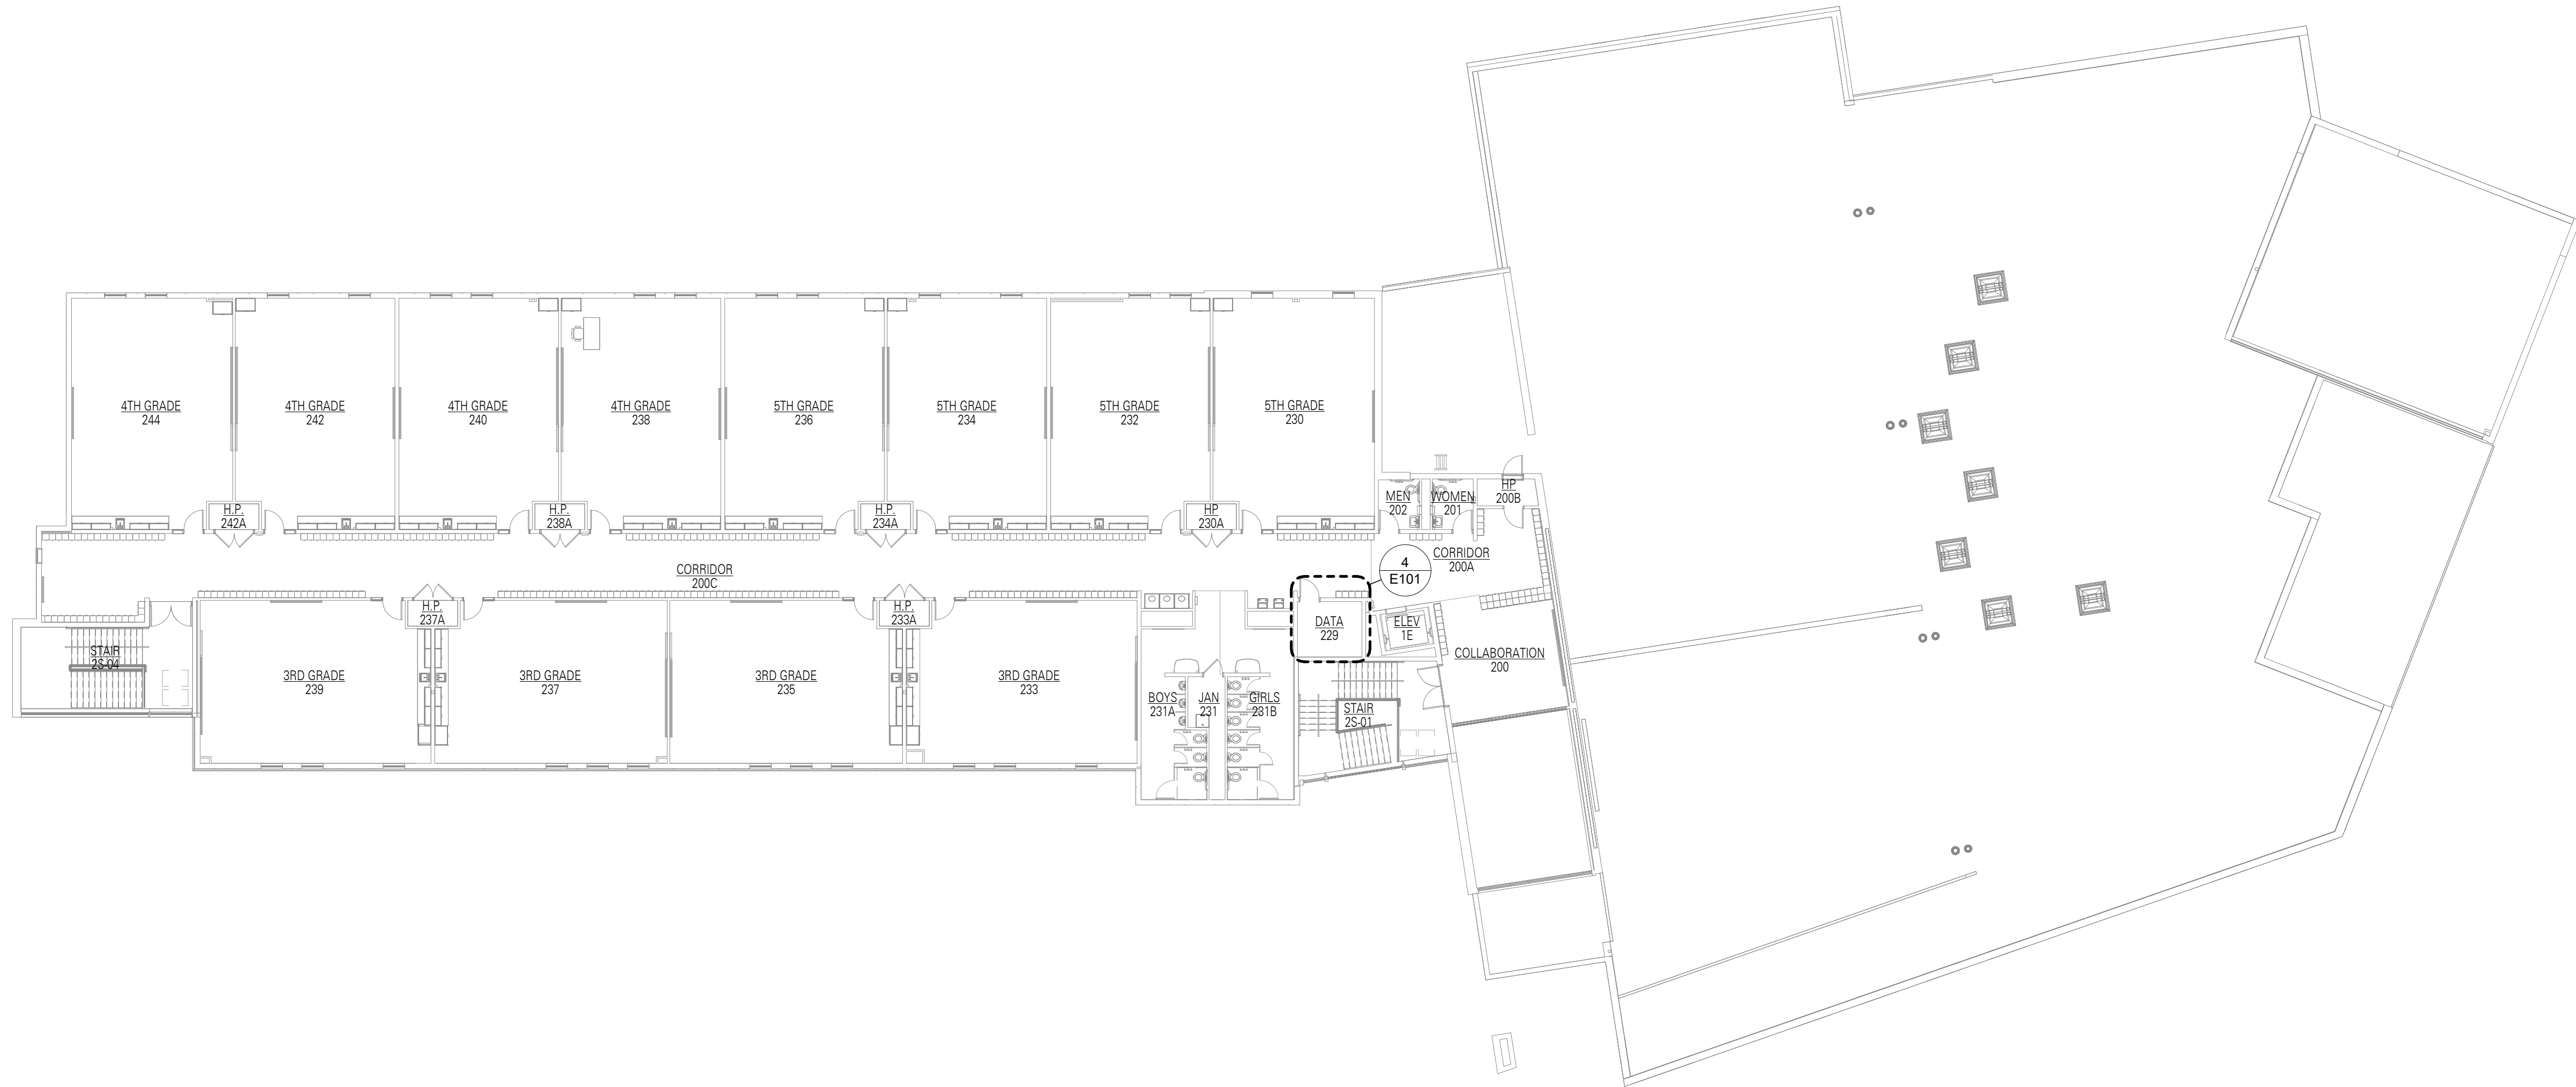 4TH GRADE
244
4TH GRADE
242
4TH GRADE
240
4TH GRADE
238
5TH GRADE
236
5TH GRADE
234
5TH GRADE
232
5TH GRADE
230
H.P.
242A
H.P.
238A
H.P.
234A
HP
230A
MEN
202
WOMEN
201
HP
200B
CORRIDOR
200A
4
E101
CORRIDOR
200C
H.P.
237A
H.P.
233A
DATA
229
ELEV
1E
COLLABORATION
200
STAIR
2S-04
3RD GRADE
239
3RD GRADE
237
3RD GRADE
235
3RD GRADE
233
BOYS
231A
JAN
231
GIRLS
231B
STAIR
2S-01